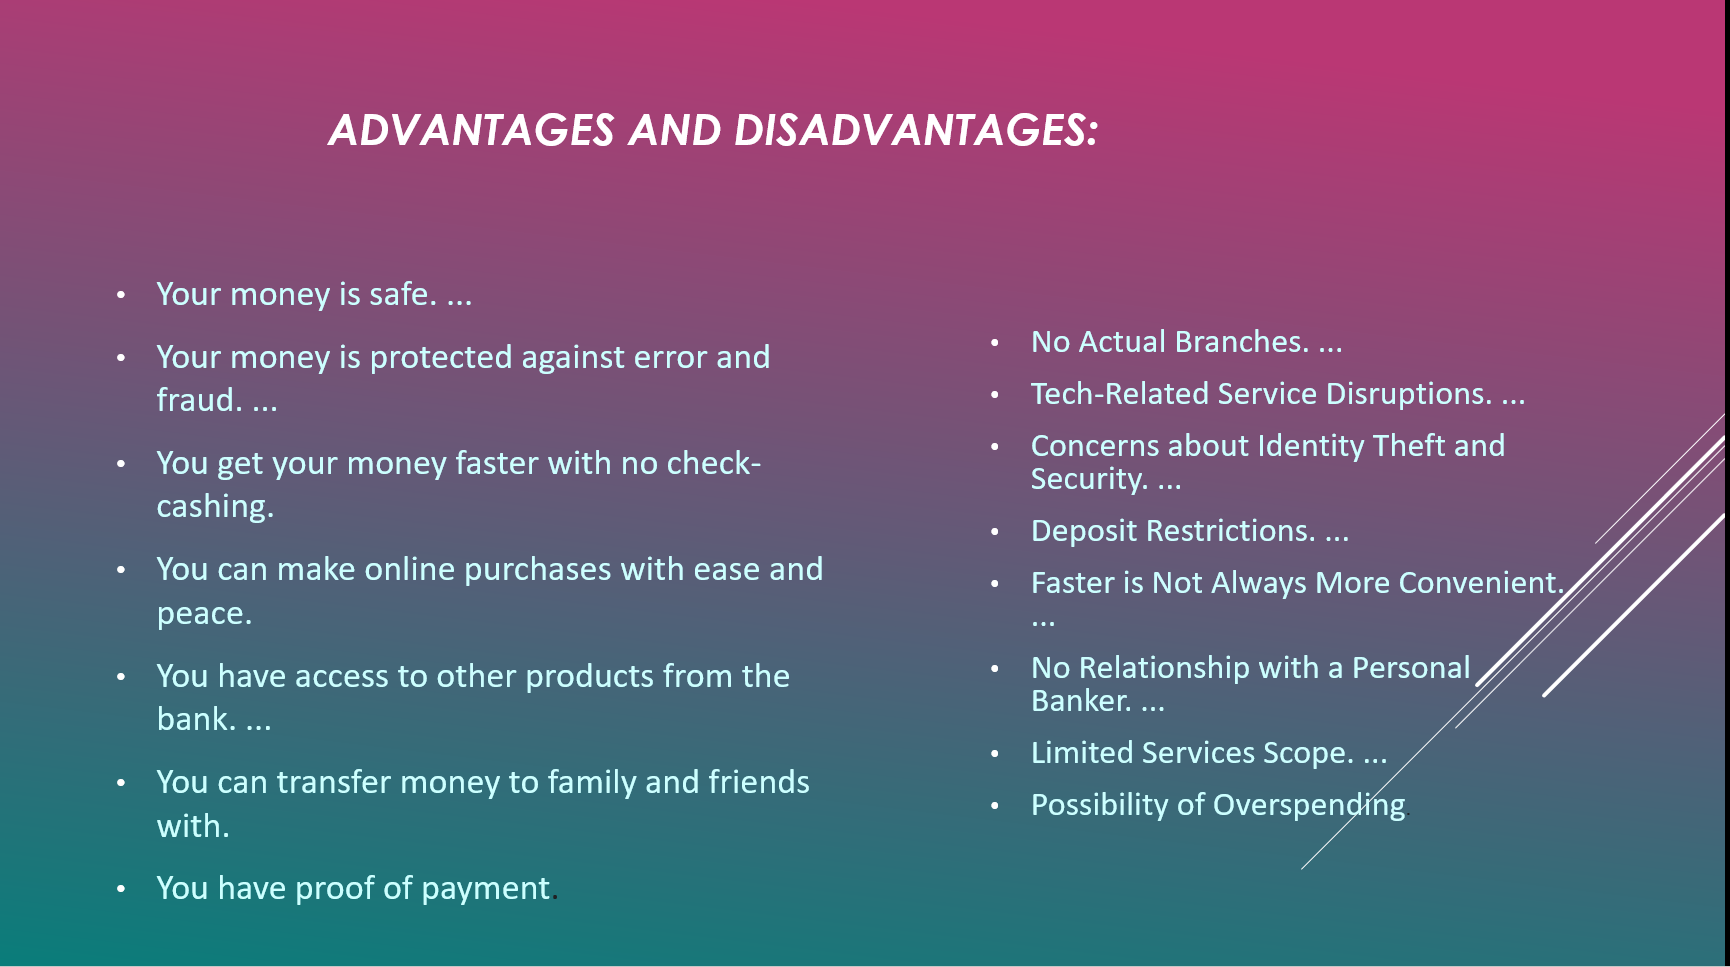 ADVANTAGES AND DISADVANTAGES:
• Your money is safe. ...
• Your money is protected against error and
fraud. ...
• You get your money faster with no check-
cashing.
• You can make online purchases with ease and
peace.
• You have access to other products from the
bank. ...
• You can transfer money to family and friends
with.
• You have proof of payment.
• No Actual Branches. ...
• Tech-Related Service Disruptions. ...
• Concerns about Identity Theft and
Security. ...
• Deposit Restrictions. ...
• Faster is Not Always More Convenient.
...
• No Relationship with a Personal
Banker. ...
• Limited Services Scope. ...
• Possibility of Overspending.